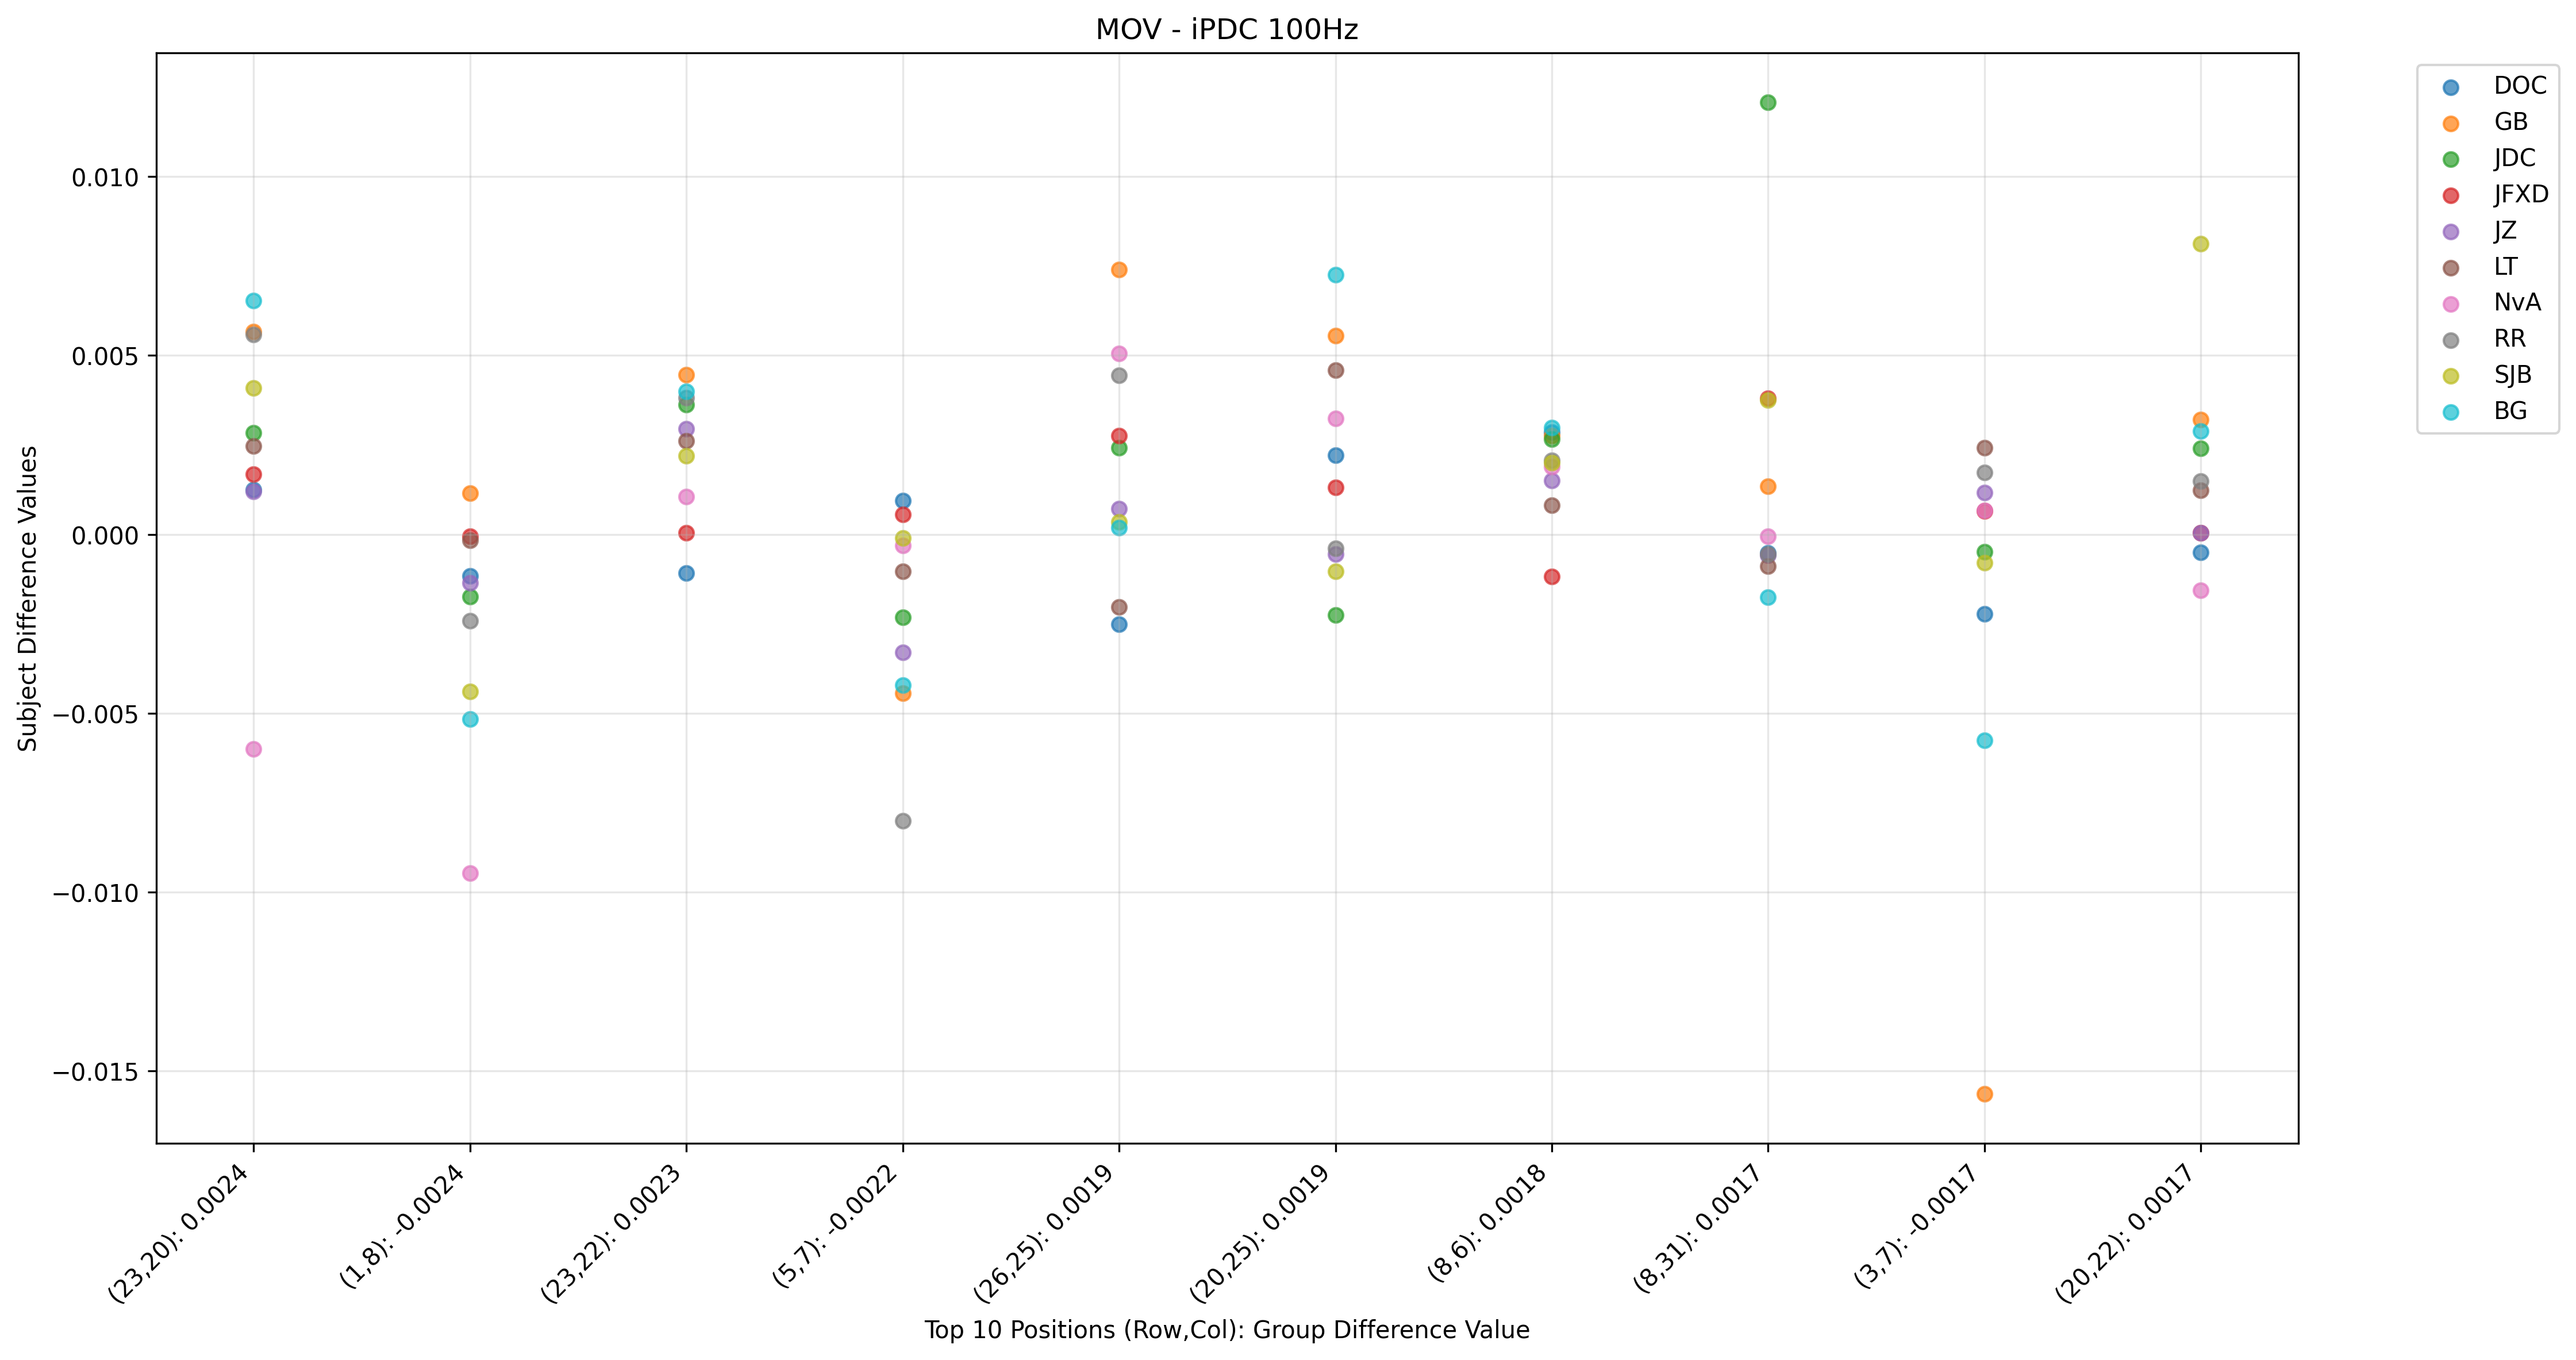 MOV - iPDC 100Hz
Subject Difference Values
0.010
0.005
0.000
−0.005
−0.010
−0.015
(23,20): 0.0024
(1,8): -0.0024
(23,22): 0.0023
(5,7): -0.0022
(26,25): 0.0019
(20,25): 0.0019
(8,6): 0.0018
(8,31): 0.0017
(3,7): -0.0017
(20,22): 0.0017
Top 10 Positions (Row,Col): Group Difference Value
DOC
GB
JDC
JFXD
JZ
LT
NvA
RR
SJB
BG